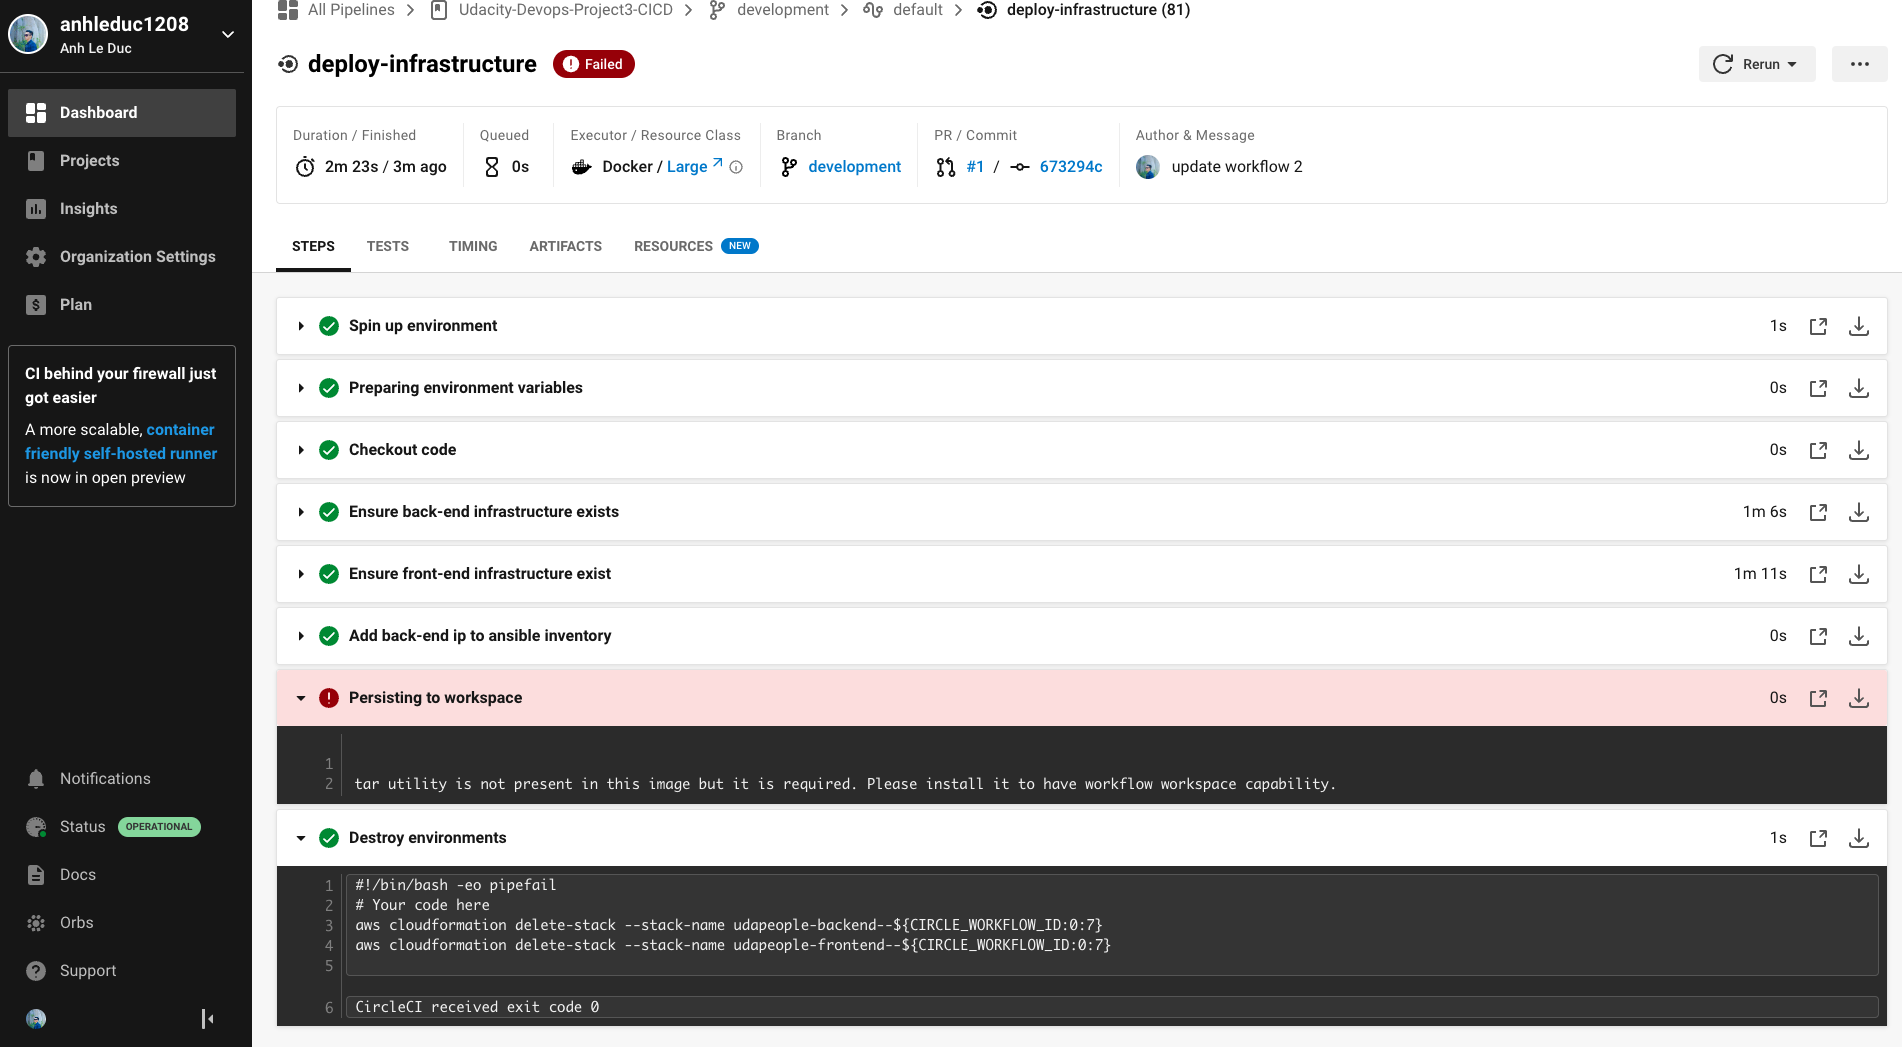 anhleduc1208
Anh Le Duc
Dashboard
Projects
Insights
Organization Settings
Plan
CI behind your firewall just
got easier
A more scalable, container
friendly self-hosted runner
is now in open preview
Notifications
Status OPERATIONAL
Docs
Orbs
Support
All Pipelines Udacity-Devops-Project3-CICD development default deploy-infrastructure (81)
deploy-infrastructure Failed
Rerun
Duration / Finished Queued Executor / Resource Class Branch PR / Commit Author & Message
2m 23s / 3m ago 0s Docker / Large development #1 / 673294c update workflow 2
STEPS TESTS TIMING ARTIFACTS RESOURCES NEW
Spin up environment 1s
Preparing environment variables 0s
Checkout code 0s
Ensure back-end infrastructure exists 1m 6s
Ensure front-end infrastructure exist 1m 11s
Add back-end ip to ansible inventory 0s
Persisting to workspace 0s
1
2 tar utility is not present in this image but it is required. Please install it to have workflow workspace capability.
Destroy environments 1s
1 #!/bin/bash -eo pipefail
2 # Your code here
3 aws cloudformation delete-stack --stack-name udapeople-backend--${CIRCLE_WORKFLOW_ID:0:7}
4 aws cloudformation delete-stack --stack-name udapeople-frontend--${CIRCLE_WORKFLOW_ID:0:7}
5
6 CircleCI received exit code 0